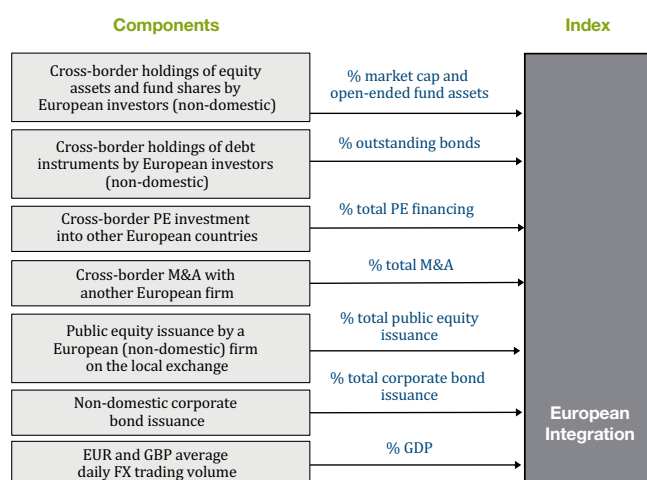 Components
Index
Cross-border holdings of equity
assets and fund shares by
European investors (non-domestic)
% market cap and
open-ended fund assets
Cross-border holdings of debt
instruments by European investors
(non-domestic)
% outstanding bonds
Cross-border PE investment
into other European countries
% total PE financing
Cross-border M&A with
another European firm
% total M&A
Public equity issuance by a
European (non-domestic) firm
on the local exchange
% total public equity
issuance
Non-domestic corporate
bond issuance
% total corporate bond
issuance
EUR and GBP average
daily FX trading volume
% GDP
European
Integration